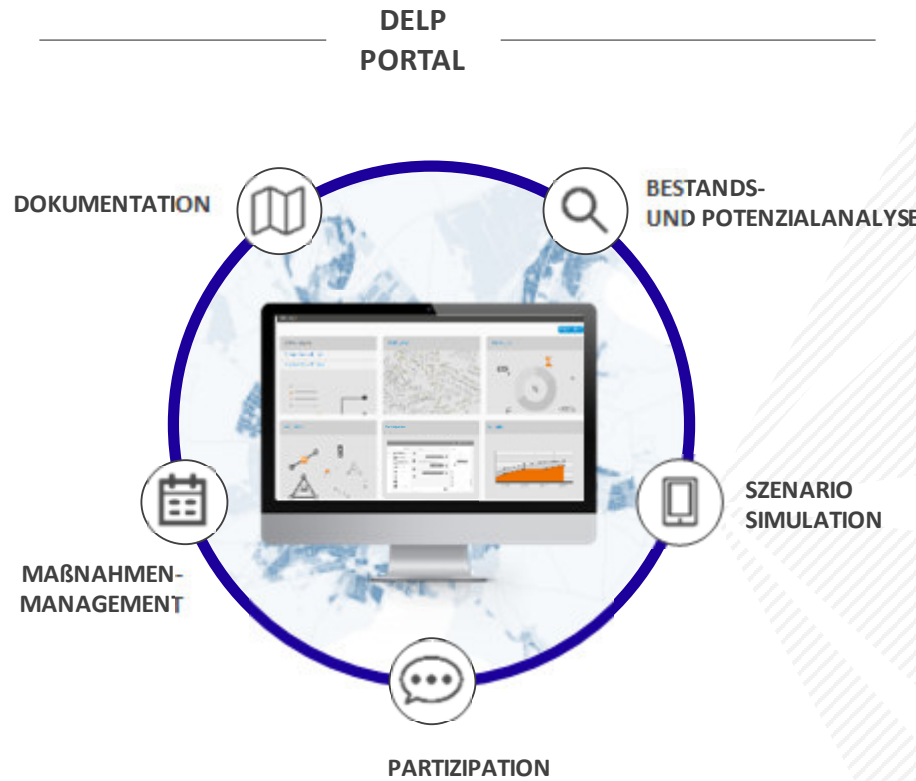 DELP
PORTAL
DOKUMENTATION
BESTANDS-
UND POTENZIALANALYSE
SZENARIO
SIMULATION
MAßNAHMEN-
MANAGEMENT
PARTIZIPATION